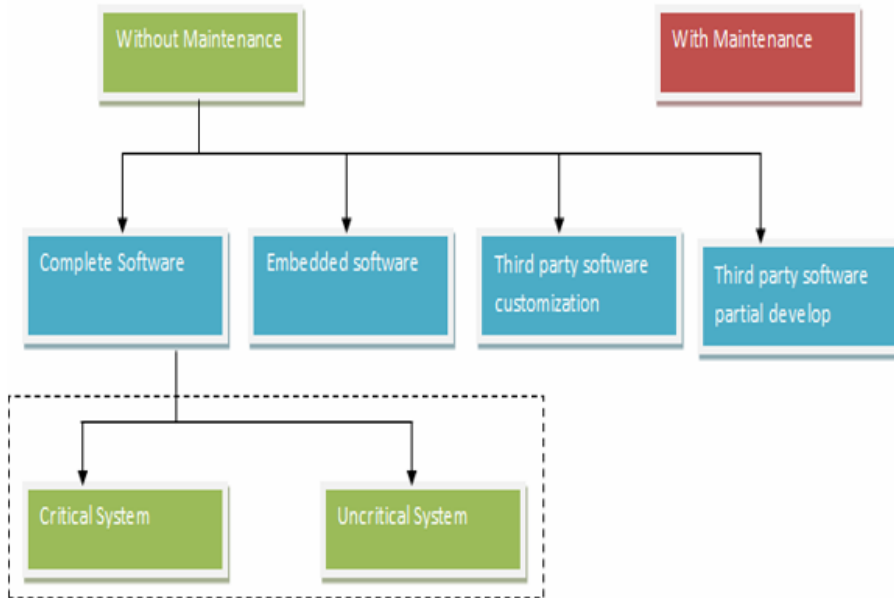 Without Maintenance
With Maintenance
Complete Software
Embedded software
Third party software
customization
Third party software
partial develop
Critical System
Uncritical System